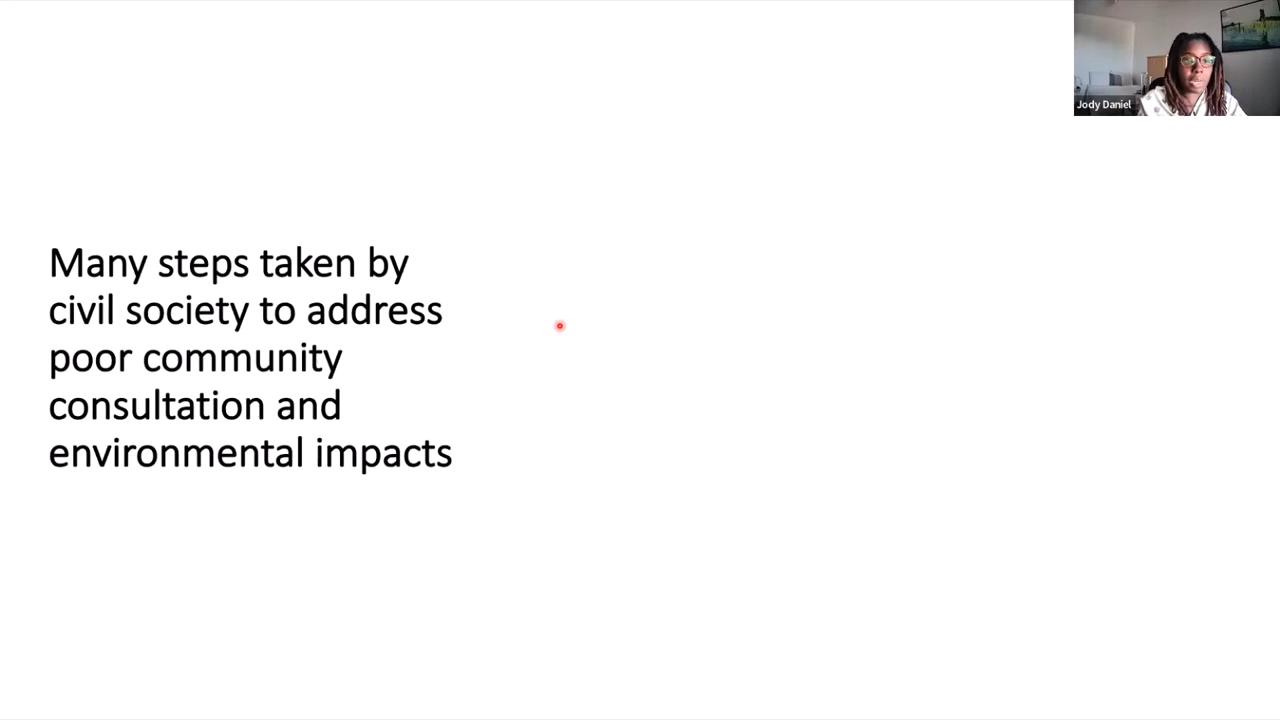 Jody Daniel
Many steps taken by
civil society to address
poor community
consultation and
environmental impacts